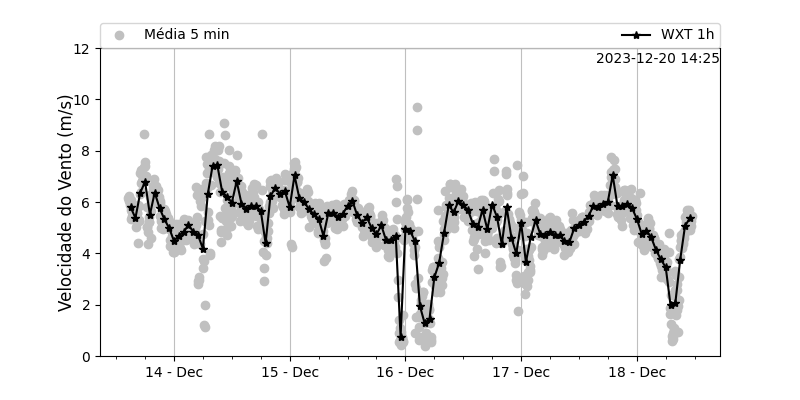 Média 5 min
WXT 1h
2023-12-20 14:25
Velocidade do Vento (m/s)
12
10
8
6
4
2
0
14 - Dec
15 - Dec
16 - Dec
17 - Dec
18 - Dec